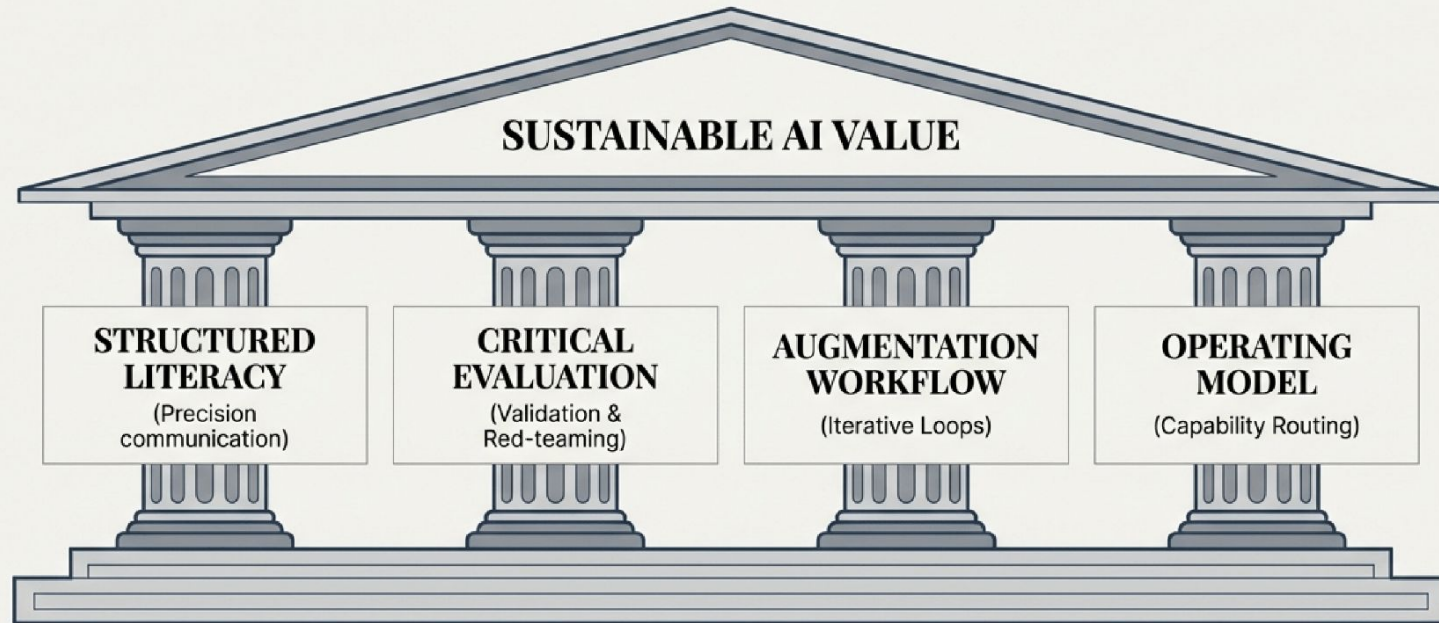 SUSTAINABLE AI VALUE
STRUCTURED
LITERACY
(Precision
communication)
CRITICAL
EVALUATION
(Validation &
Red-teaming)
AUGMENTATION
WORKFLOW
(Iterative Loops)
OPERATING
MODEL
(Capability Routing)